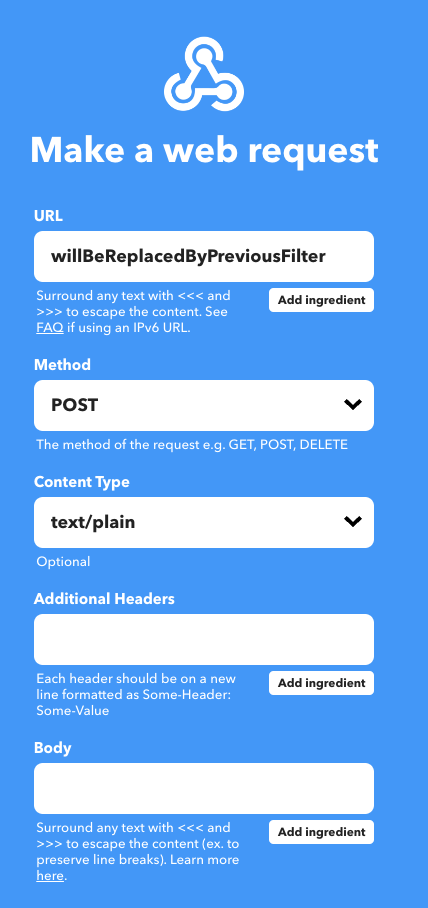 Make a web request
URL
willBeReplacedByPreviousFilter
Surround any text with <<< and
>>> to escape the content. See
FAQ if using an IPv6 URL.
Add ingredient
Method
POST
The method of the request e.g. GET, POST, DELETE
Content Type
text/plain
Optional
Additional Headers
Each header should be on a new
line formatted as Some-Header:
Some-Value
Add ingredient
Body
Surround any text with <<< and
>>> to escape the content (ex. to
preserve line breaks). Learn more
here.
Add ingredient